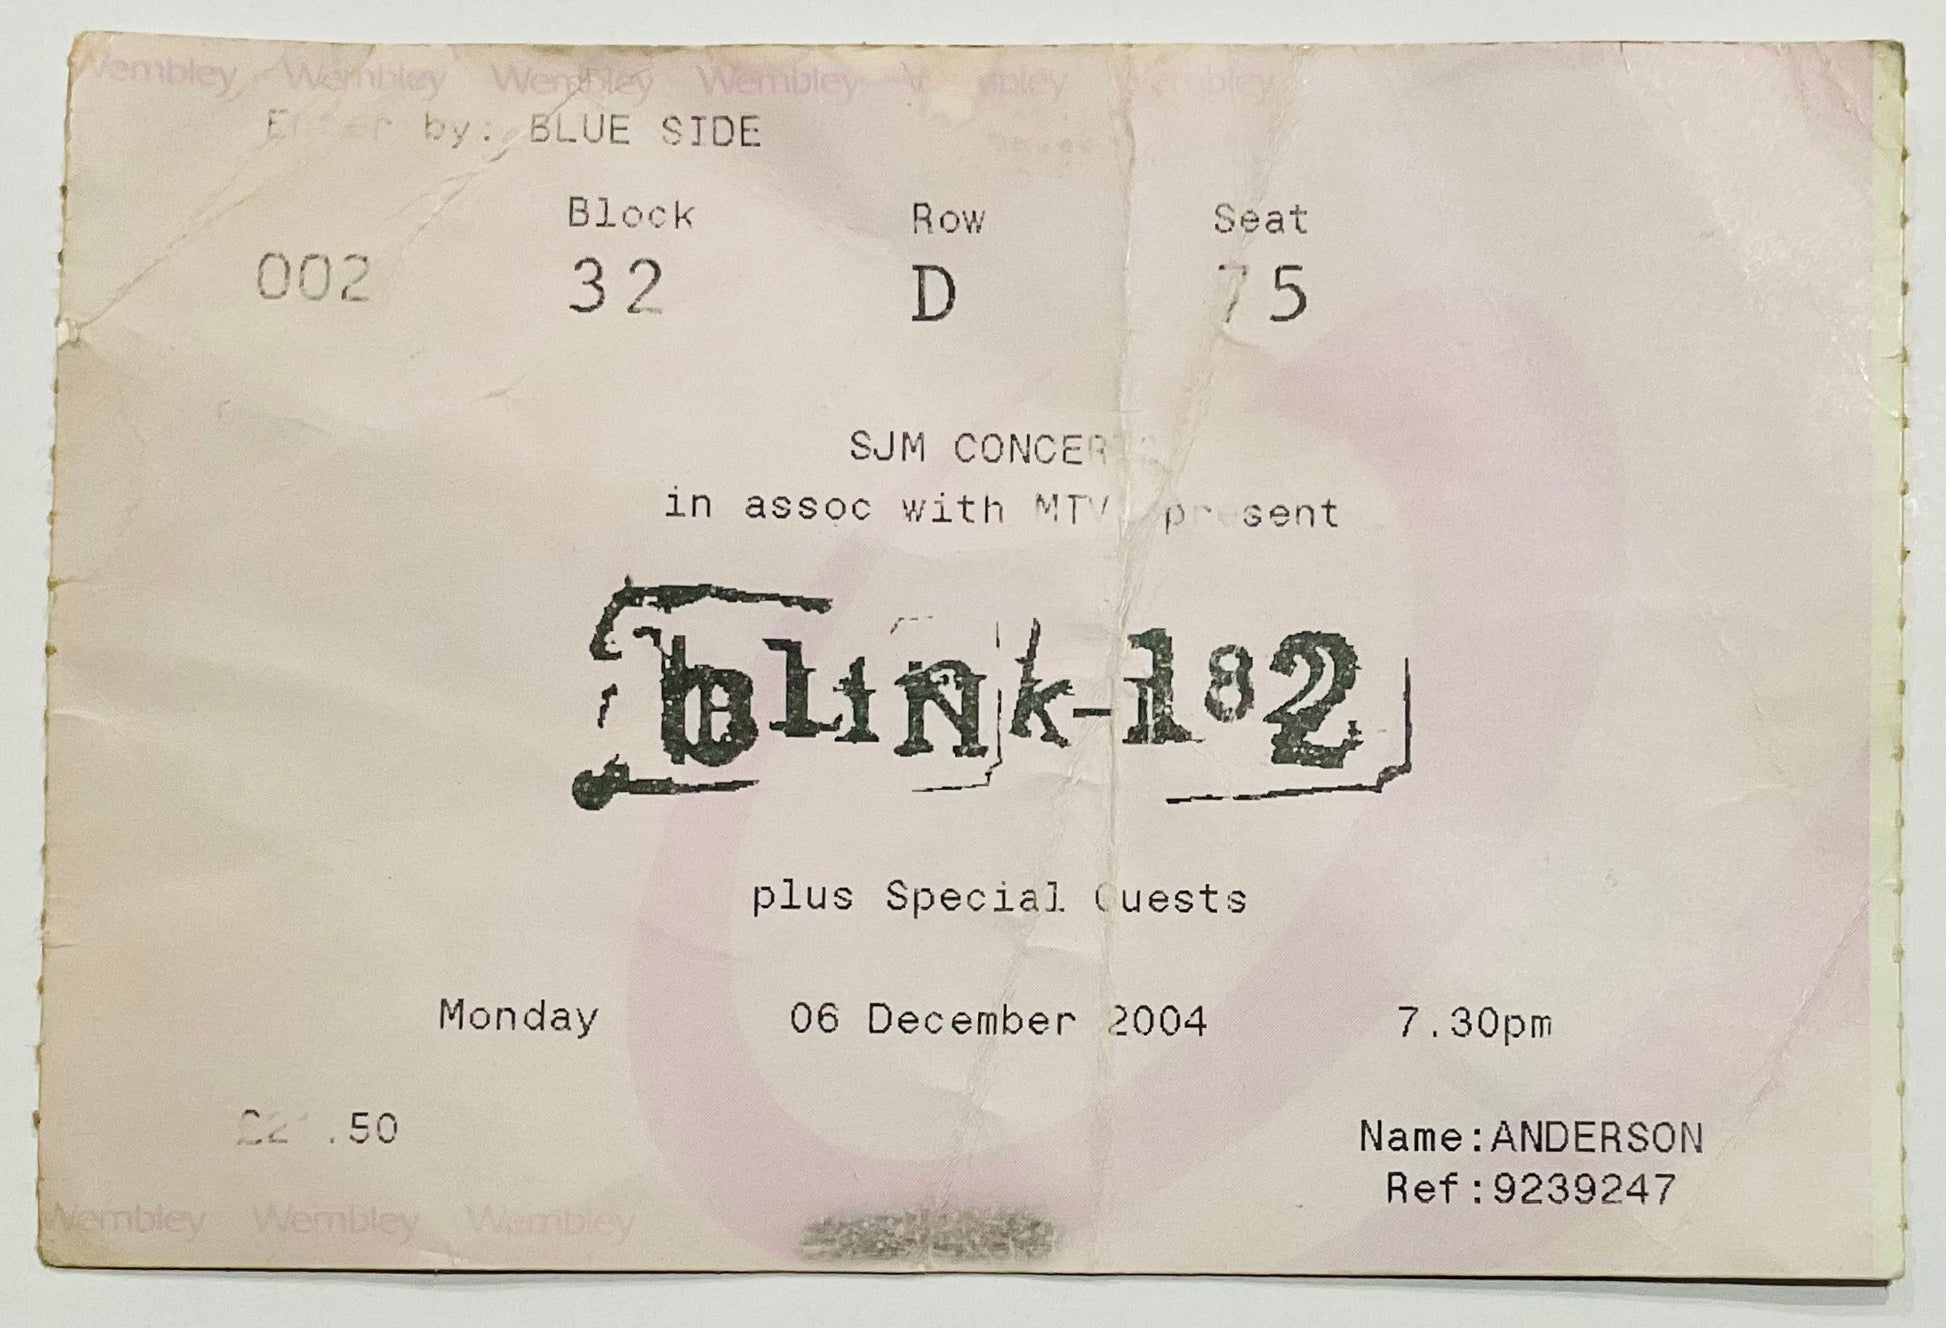 Wembley Wembley Wembley Wembley Wembley
Enter by: BLUE SIDE
Block Row Seat
002 32 D 75
SJM CONCERTS
in assoc with MTV present
blink-182
plus Special Guests
Monday 06 December 2004 7.30pm
.50
Name:ANDERSON
Ref:9239247
Wembley Wembley Wembley